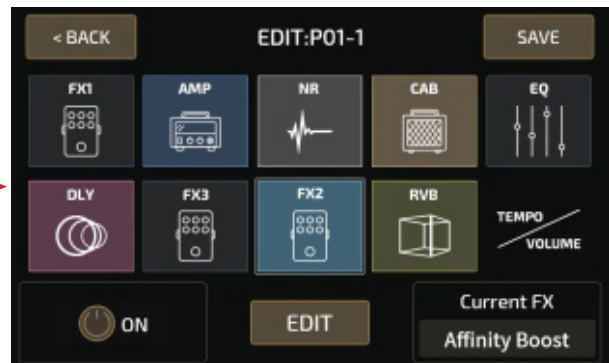 < BACK
EDIT:P01-1
SAVE
FX1
AMP
NR
CAB
EQ
DLY
FX3
FX2
RVB
TEMPO
VOLUME
ON
EDIT
Current FX
Affinity Boost